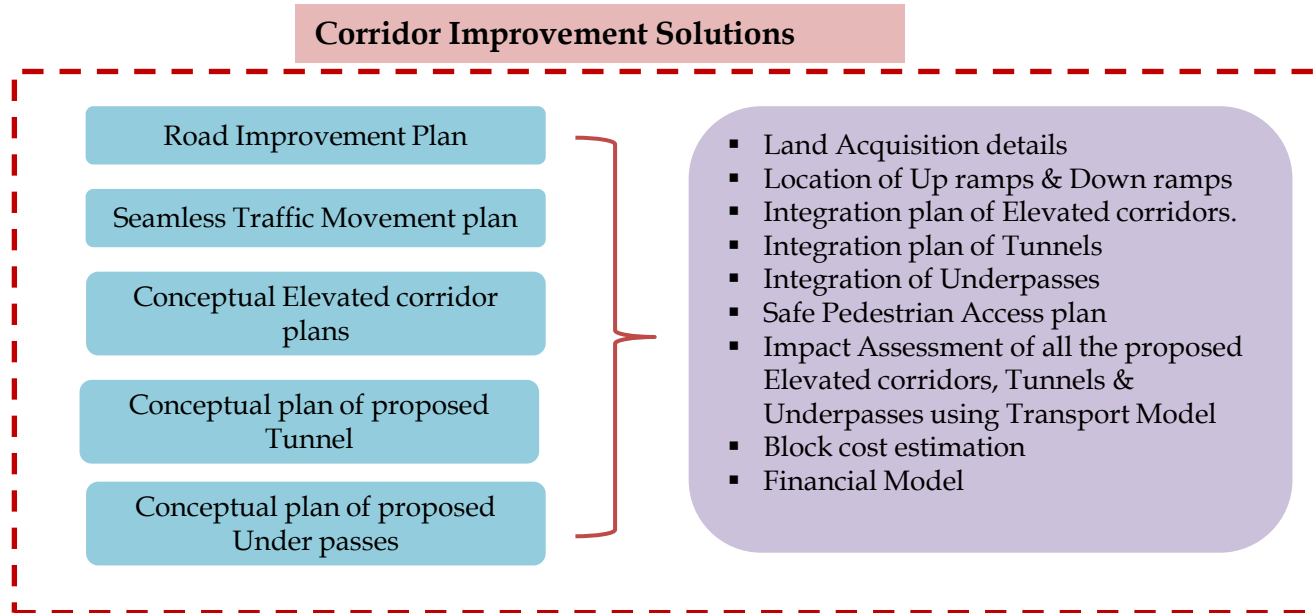 Corridor Improvement Solutions
Road Improvement Plan
Seamless Traffic Movement plan
Conceptual Elevated corridor
plans
Conceptual plan of proposed
Tunnel
Conceptual plan of proposed
Under passes
▪ Land Acquisition details
▪ Location of Up ramps & Down ramps
▪ Integration plan of Elevated corridors.
▪ Integration plan of Tunnels
▪ Integration of Underpasses
▪ Safe Pedestrian Access plan
▪ Impact Assessment of all the proposed
Elevated corridors, Tunnels &
Underpasses using Transport Model
▪ Block cost estimation
▪ Financial Model